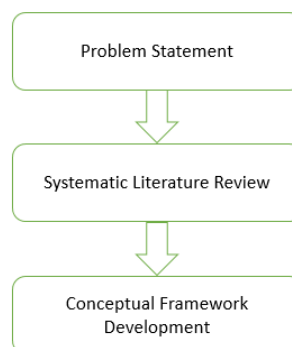 Problem Statement
Systematic Literature Review
Conceptual Framework
Development